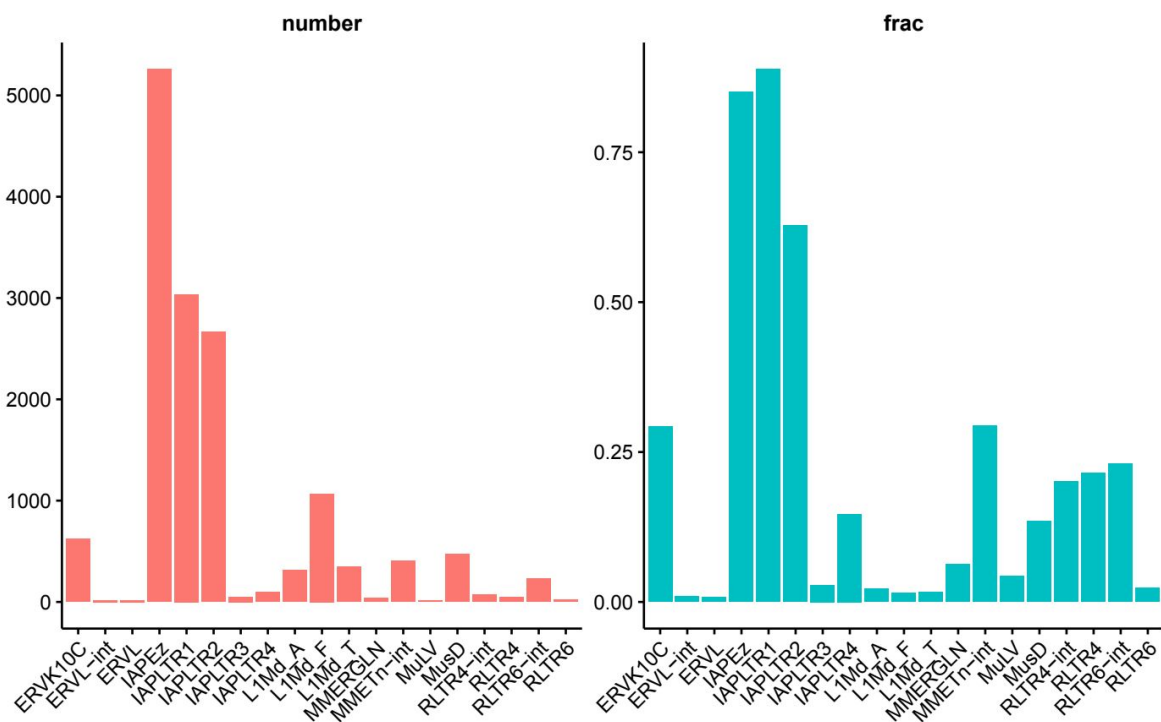 number
5000
4000
3000
2000
1000
0
ERVK10C
ERVL-int
ERVL
IAPEz
IAPLTR1
IAPLTR2
IAPLTR3
IAPLTR4
L1Md_A
L1Md_F
L1Md_T
MMERGLN
MMETn-int
MuLV
MusD
RLTR4-int
RLTR4
RLTR6-int
RLTR6
frac
0.75
0.50
0.25
0.00
ERVK10C
ERVL-int
ERVL
IAPEz
IAPLTR1
IAPLTR2
IAPLTR3
IAPLTR4
L1Md_A
L1Md_F
L1Md_T
MMERGLN
MMETn-int
MuLV
MusD
RLTR4-int
RLTR4
RLTR6-int
RLTR6